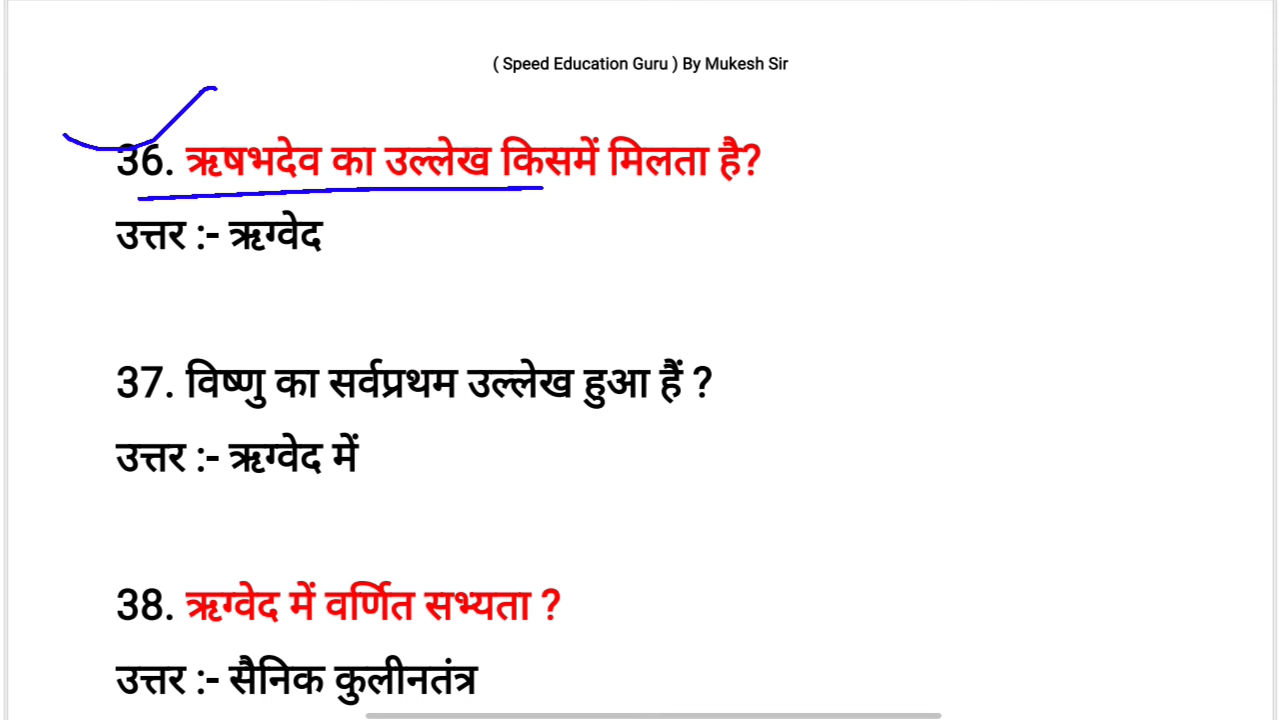 ( Speed Education Guru ) By Mukesh Sir
36. ऋषभदेव का उल्लेख किसमें मिलता है?
उत्तर :- ऋग्वेद
37. विष्णु का सर्वप्रथम उल्लेख हुआ हैं ?
उत्तर :- ऋग्वेद में
38. ऋग्वेद में वर्णित सभ्यता ?
उत्तर :- सैनिक कुलीनतंत्र